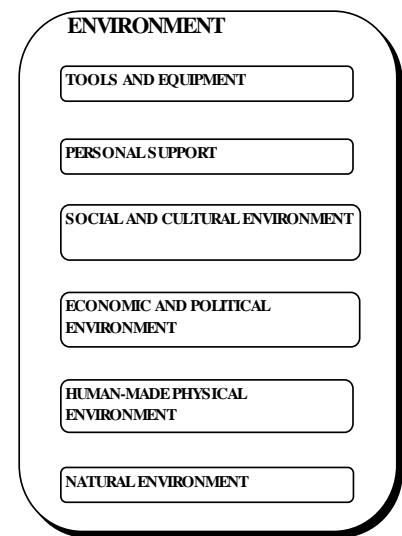 ENVIRONMENT
TOOLS AND EQUIPMENT
PERSONAL SUPPORT
SOCIAL AND CULTURAL ENVIRONMENT
ECONOMIC AND POLITICAL
ENVIRONMENT
HUMAN-MADE PHYSICAL
ENVIRONMENT
NATURAL ENVIRONMENT